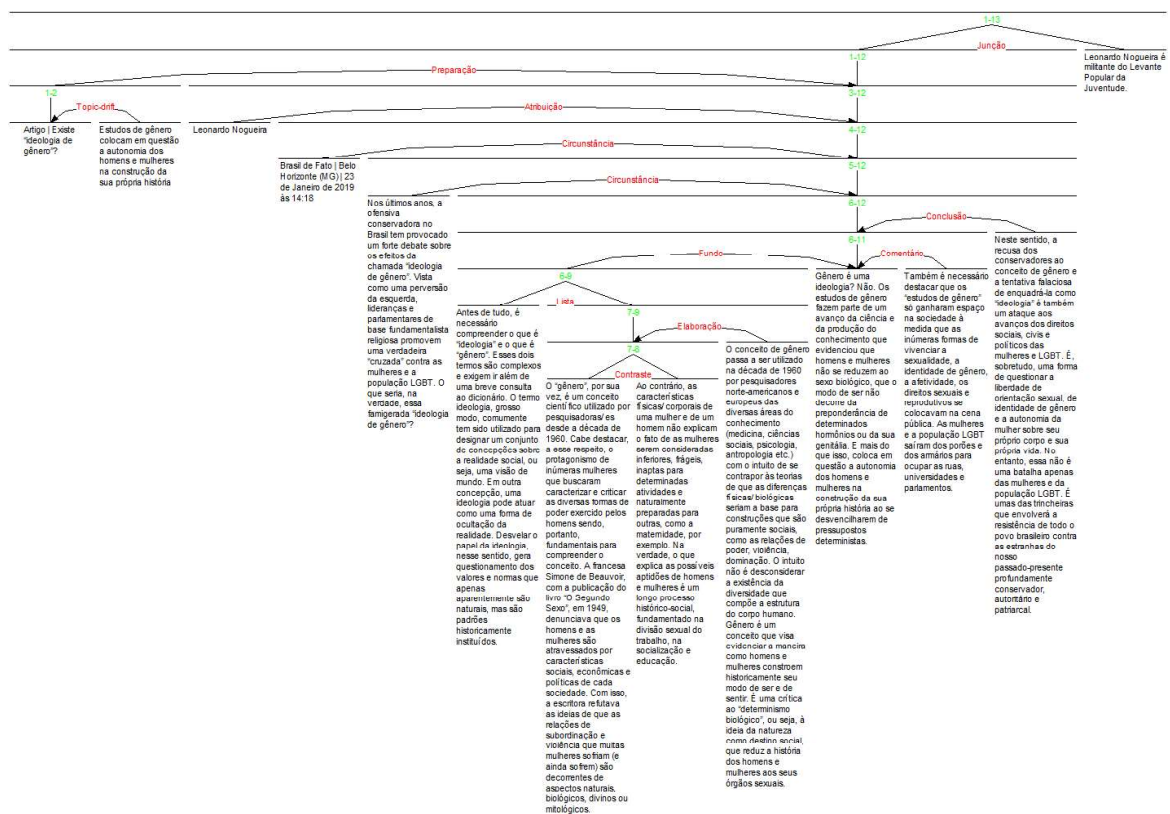 1-13
Junção
1-12
Leonardo Nogueira é
militante do Levante
Popular da
Juventude.
Preparação
1-2
3-12
Topic-drift
Atribuição
Artigo | Existe
“ideologia de
gênero”?
Estudos de gênero
colocam em questão
a autonomia dos
homens e mulheres
na construção da
sua própria história
Leonardo Nogueira
4-12
Circunstância
Brasil de Fato | Belo
Horizonte (MG) | 23
de Janeiro de 2019
às 14:18
5-12
Circunstância
Nos últimos anos, a
ofensiva
conservadora no
Brasil tem provocado
um forte debate sobre
os efeitos da
chamada “ideologia
de gênero”. Vista
como uma perversão
da esquerda,
lideranças e
parlamentares de
base fundamentalista
religiosa promovem
uma verdadeira
“cruzada” contra as
mulheres e a
população LGBT. O
que seria, na
verdade, essa
famigerada “ideologia
de gênero”?
6-12
Conclusão
6-11
Fundo
Comentário
6-9
Lista
Antes de tudo, é
necessário
compreender o que é
“ideologia” e o que é
“gênero”. Esses dois
temos são complexos
e exigem ir além de
uma breve consulta
ao dicionário. O termo
ideologia, grosso
modo, comumente
tem sido utilizado para
designar um conjunto
de concepções sobre
a realidade social, ou
seja, uma visão de
mundo. Em outra
concepção, uma
ideologia pode atuar
como uma forma de
ocultação da
realidade. Desvelar o
papel da ideologia,
nesse sentido, gera
questionamento dos
valores e normas que
apenas
aparentemente são
naturais, mas são
padrões
historicamente
instituídos.
7-9
Elaboração
7-8
Contraste
O “gênero”, por sua
vez, é um conceito
científico utilizado por
pesquisadoras/es
desde a década de
1960. Cabe destacar,
a esse respeito, o
protagonismo de
inúmeras mulheres
que buscaram
caracterizar e criticar
as diversas formas de
poder exercido pelos
homens sendo,
portanto,
fundamentais para
compreender o
conceito. A francesa
Simone de Beauvoir,
com a publicação do
livro “O Segundo
Sexo”, em 1949,
denunciava que os
homens e as
mulheres são
atravessados por
características
sociais, econômicas e
políticas de cada
sociedade. Com isso,
a escritora refutava
as ideias de que as
relações de
subordinação e
violência que muitas
mulheres sofriam (e
ainda sofrem) são
decorrentes de
aspectos naturais,
biológicos, divinos ou
mitológicos.
Ao contrário, as
características
físicas/ corporais de
uma mulher e de um
homem não explicam
o fato de as mulheres
serem consideradas
inferiores, frágeis,
inaptas para
determinadas
atividades e
naturalmente
preparadas para
outras, como a
maternidade, por
exemplo. Na
verdade, o que
explica as possíveis
aptidões de homens
e mulheres é um
longo processo
histórico-social,
fundamentado na
divisão sexual do
trabalho, na
socialização e
educação.
O conceito de gênero
passa a ser utilizado
na década de 1960
por pesquisadores
norte-americanos e
europeus das
diversas áreas do
conhecimento
(medicina, ciências
sociais, psicologia,
antropologia etc.)
com o intuito de se
contrapor às teorias
de que as diferenças
físicas/ biológicas
seriam a base para
construções que são
puramente sociais,
como as relações de
poder, violência,
dominação. O intuito
não é desconsiderar
a existência da
diversidade que
compõe a estrutura
do corpo humano.
Gênero é um
conceito que visa
evidenciar a maneira
como homens e
mulheres constroem
historicamente seu
modo de ser e de
sentir. É uma crítica
ao “determinismo
biológico”, ou seja, à
ideia da natureza
como destino social,
que reduz a história
dos homens e
mulheres aos seus
órgãos sexuais.
Gênero é uma
ideologia? Não. Os
estudos de gênero
fazem parte de um
avanço da ciência e
da produção do
conhecimento que
evidenciou que
homens e mulheres
não se reduzem ao
sexo biológico, que o
modo de ser não
decorre da
preponderância de
determinados
hormônios ou da sua
genitália. E mais do
que isso, coloca em
questão a autonomia
dos homens e
mulheres na
construção da sua
própria história ao se
desvencilharem de
pressupostos
deterministas.
Também é necessário
destacar que os
“estudos de gênero”
só ganharam espaço
na sociedade à
medida que as
inúmeras formas de
vivenciar a
sexualidade, a
identidade de gênero,
a afetividade, os
direitos sexuais e
reprodutivos se
colocavam na cena
pública. As mulheres
e a população LGBT
saíram dos porões e
dos armários para
ocupar as ruas,
universidades e
parlamentos.
Neste sentido, a
recusa dos
conservadores ao
conceito de gênero e
a tentativa falaciosa
de enquadrá-la como
“ideologia” é também
um ataque aos
avanços dos direitos
sociais, civis e
políticos das
mulheres e LGBT. É,
sobretudo, uma forma
de questionar a
liberdade de
orientação sexual, de
identidade de gênero
e a autonomia da
mulher sobre seu
próprio corpo e sua
própria vida. No
entanto, essa não é
uma batalha apenas
das mulheres e da
população LGBT. É
umas das trincheiras
que envolverá a
resistência de todo o
povo brasileiro contra
as estranhas do
nosso
passado-presente
profundamente
conservador,
autoritário e
patriarcal.